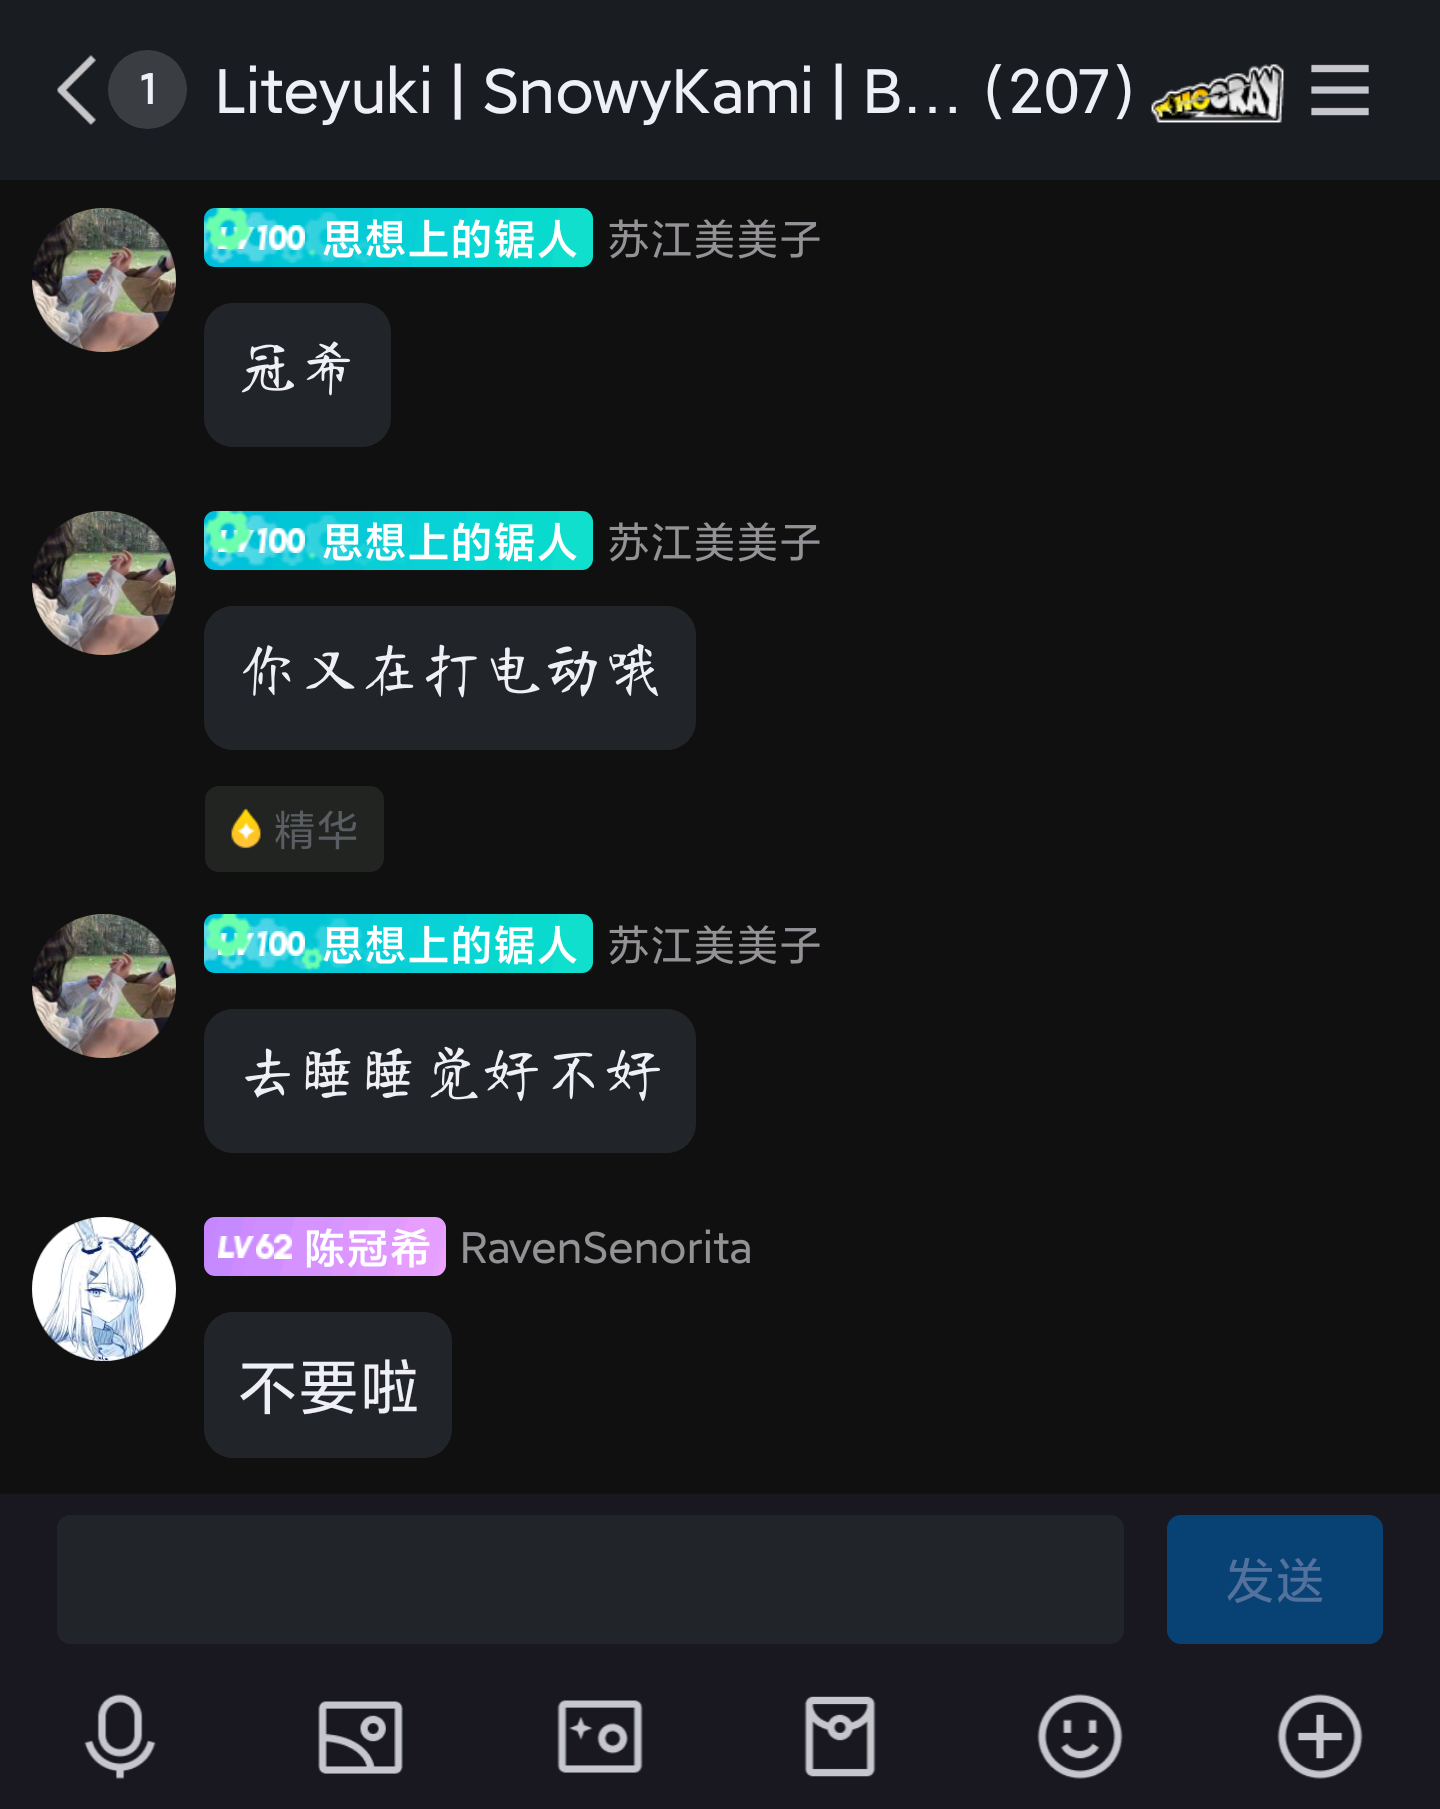 1 Liteyuki | SnowyKami | B... (207) HOORAY
LV100 思想上的锯人 苏江美美子
冠希
LV100 思想上的锯人 苏江美美子
你又在打电动哦
精华
LV100 思想上的锯人 苏江美美子
去睡睡觉好不好
LV62 陈冠希 RavenSenorita
不要啦
发送